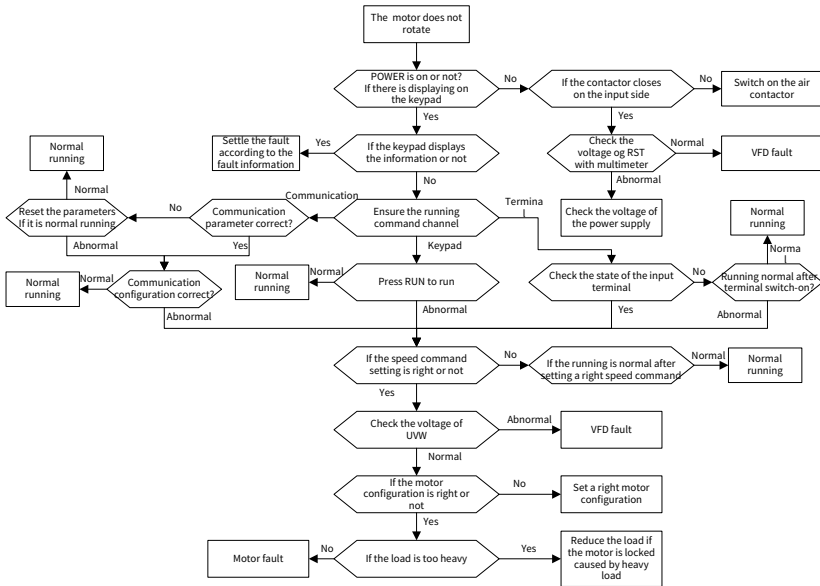 The motor does not
rotate
POWER is on or not?
If there is displaying on
the keypad
No
If the contactor closes
on the input side
No
Switch on the air
contactor
Yes
Yes
Settle the fault
according to the
fault information
Yes
If the keypad displays
the information or not
Check the
voltage og RST
with multimeter
Normal
VFD fault
Normal
running
Normal
No
Abnormal
Check the voltage of
the power supply
Reset the parameters
If it is normal running
No
Communication
parameter correct?
Communication
Ensure the running
command channel
Termina
Normal
running
Norma
Abnormal
Yes
Keypad
Normal
running
Normal
Communication
configuration correct?
Normal
running
Normal
Press RUN to run
Check the state of the input
terminal
No
Running normal after
terminal switch-on?
Abnormal
Abnormal
Yes
Abnormal
If the speed command
setting is right or not
No
If the running is normal after
setting a right speed command
Normal
Normal
running
Yes
Check the voltage of
UVW
Abnormal
VFD fault
Normal
If the motor
configuration is right or
not
No
Set a right motor
configuration
Yes
Motor fault
No
If the load is too heavy
Yes
Reduce the load if
the motor is locked
caused by heavy
load